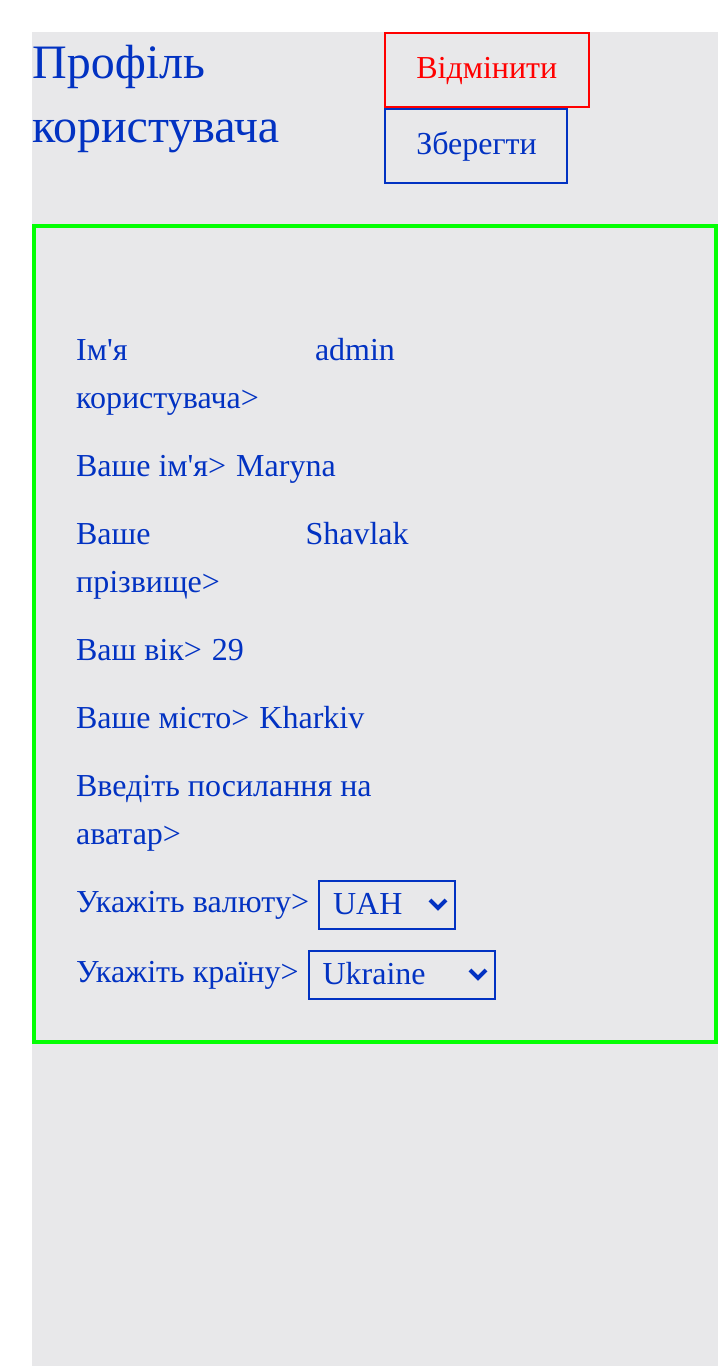 Профіль
користувача
Відмінити
Зберегти
Ім'я admin
користувача>
Ваше ім'я> Maryna
Ваше Shavlak
прізвище>
Ваш вік> 29
Ваше місто> Kharkiv
Введіть посилання на
аватар>
Укажіть валюту> UAH
Укажіть країну> Ukraine